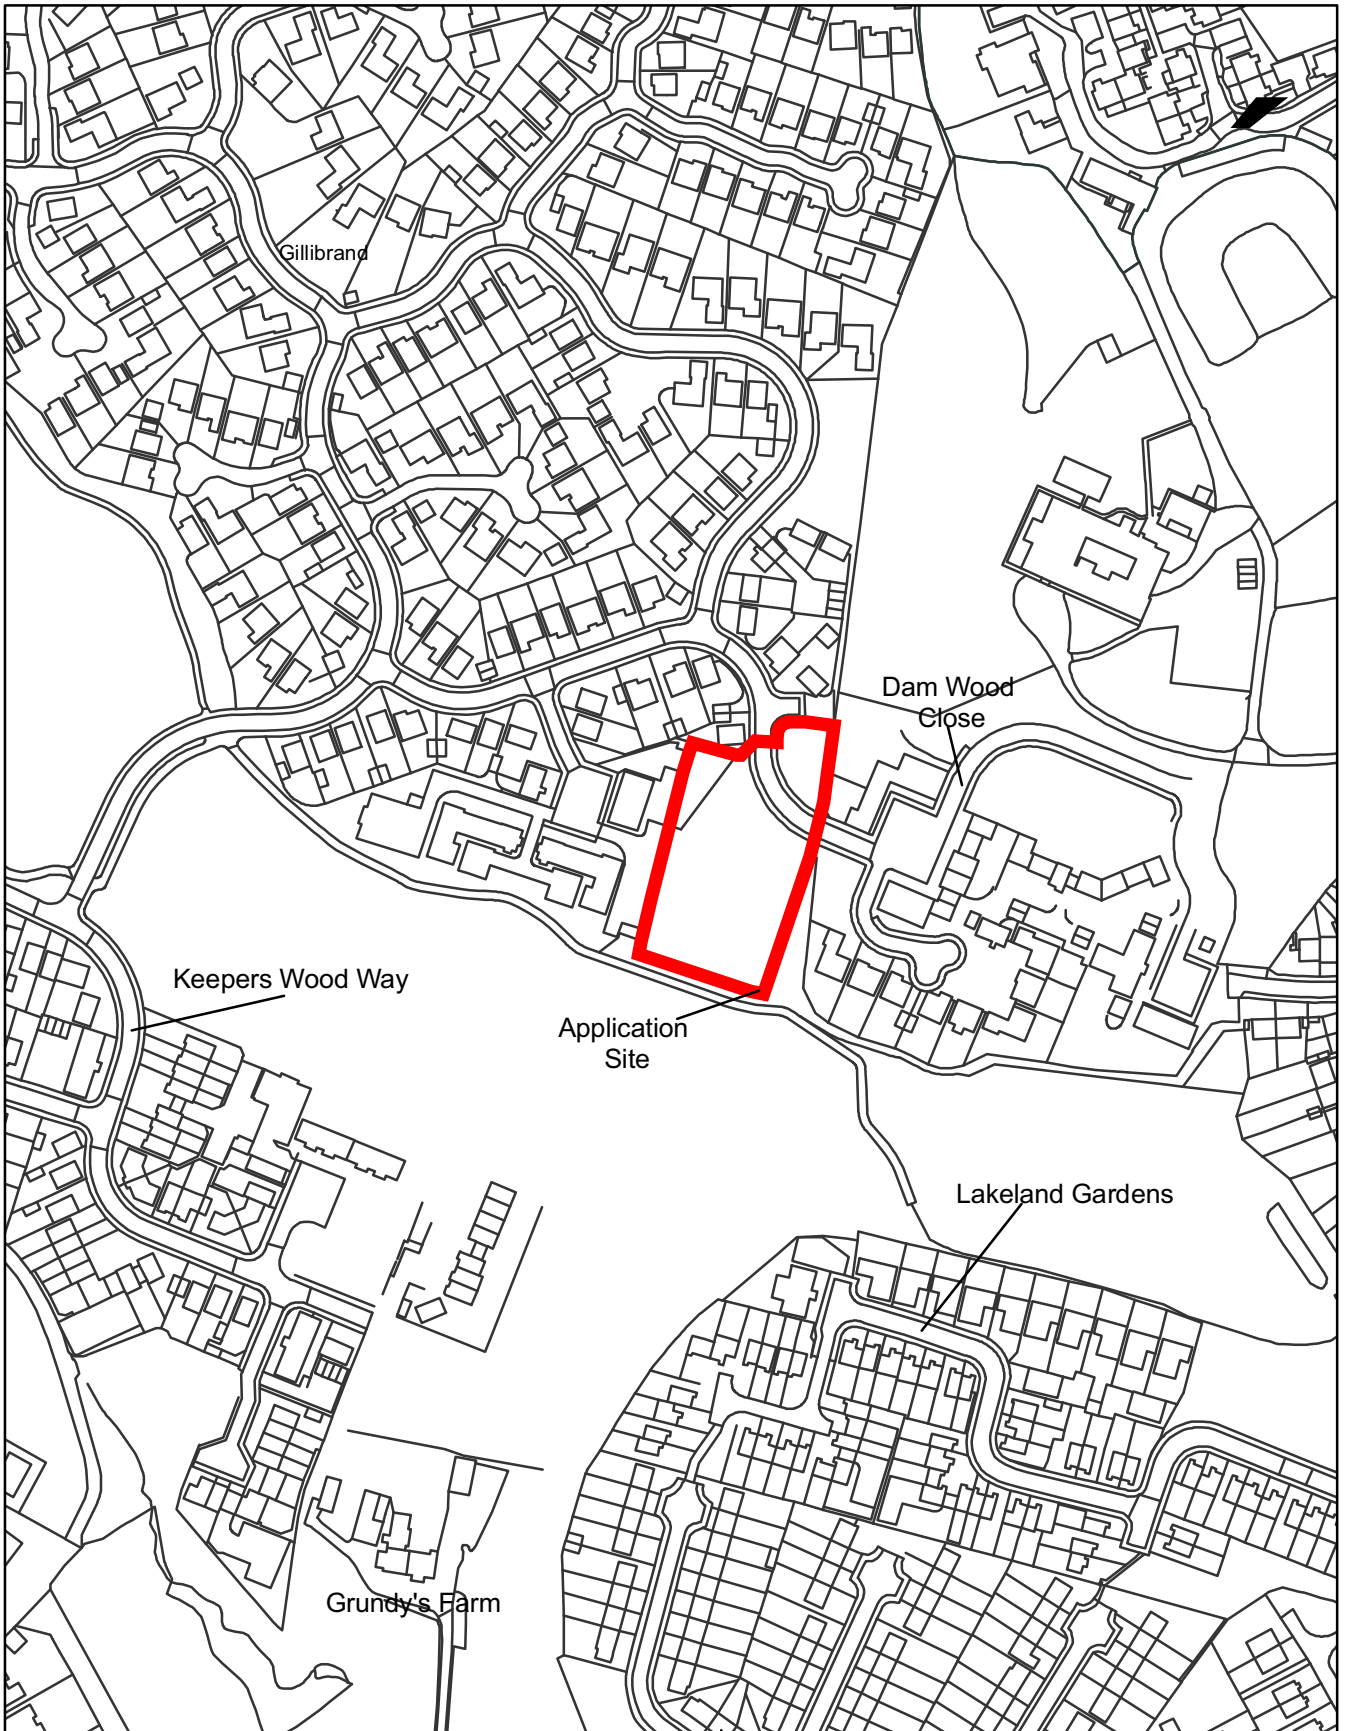 Gillibrand
Dam Wood
Close
Keepers Wood Way
Application
Site
Lakeland Gardens
Grundy's Farm